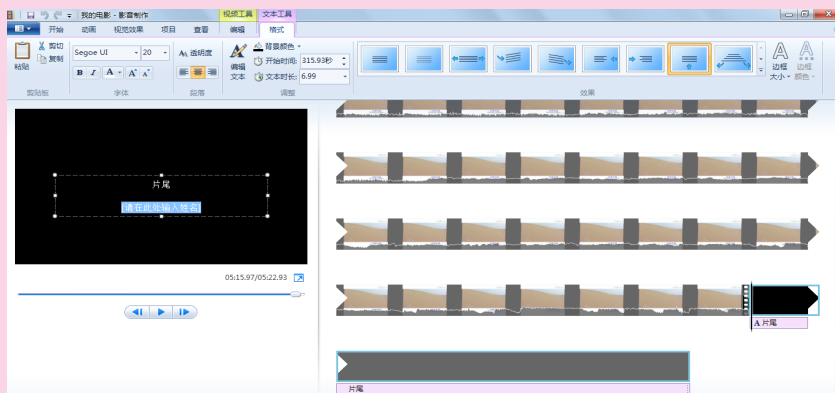 我的电影 - 影音制作
视频工具 文本工具
开始 动画 视觉效果 项目 查看 编辑 格式
粘贴
剪切
复制
剪贴板
Segoe UI 20
B I A A A
字体
AA 透明度
段落
编辑
文本
背景颜色
开始时间: 315.93秒
文本时长: 6.99
调整
效果
边框
大小
边框
颜色
片尾
[请在此处输入姓名]
05:15.97/05:22.93
A 片尾
片尾